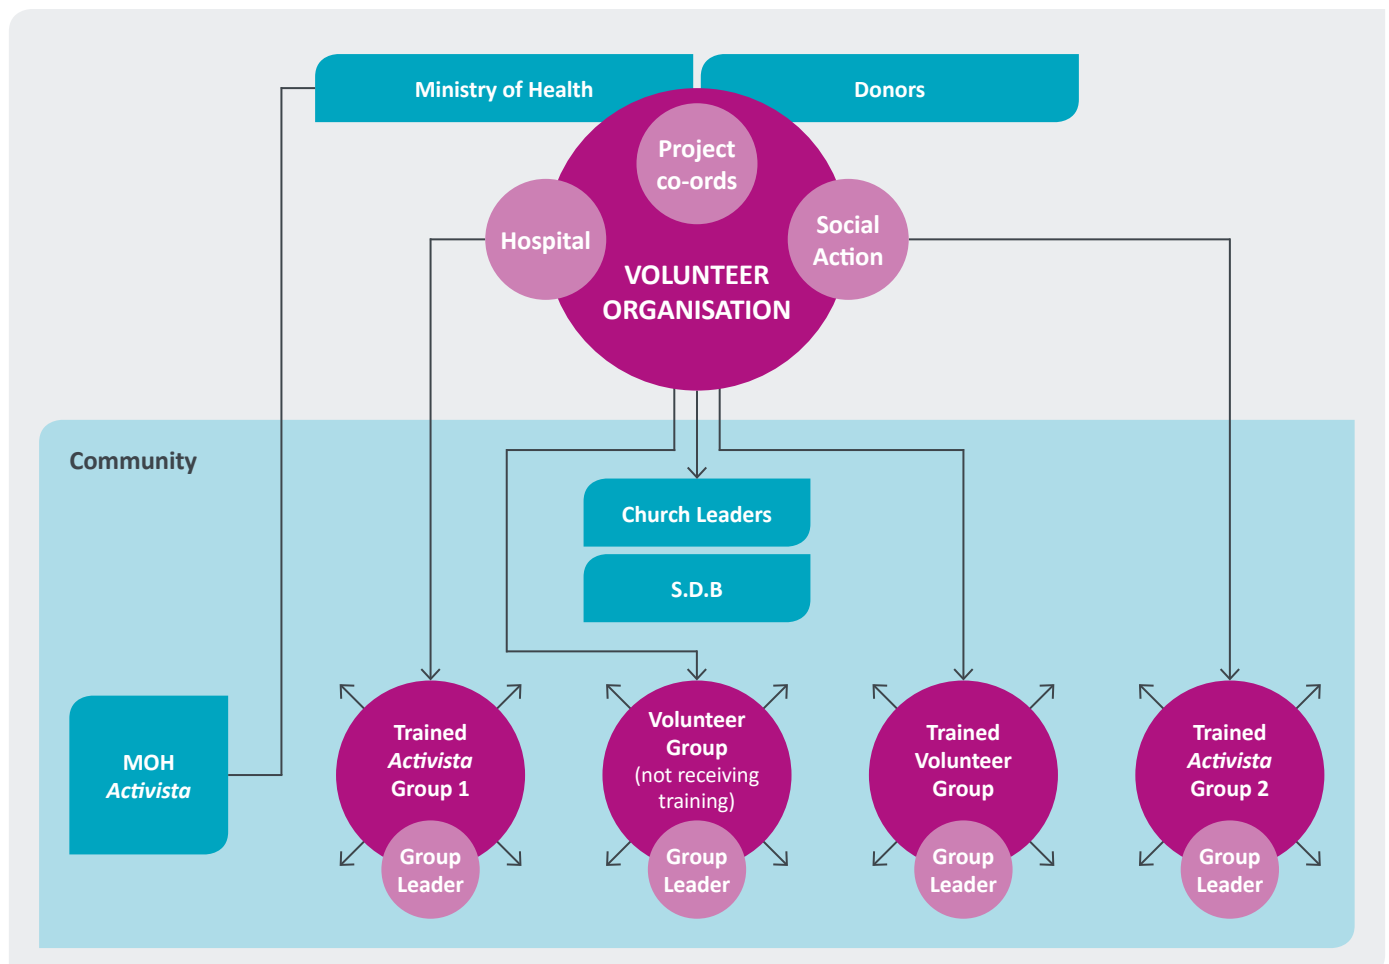 Ministry of Health
Donors
Project
co-ords
Hospital
Social
Action
VOLUNTEER
ORGANISATION
Community
Church Leaders
S.D.B
MOH
Activista
Trained
Activista
Group 1
Group
Leader
Volunteer
Group
(not receiving
training)
Group
Leader
Trained
Volunteer
Group
Group
Leader
Trained
Activista
Group 2
Group
Leader